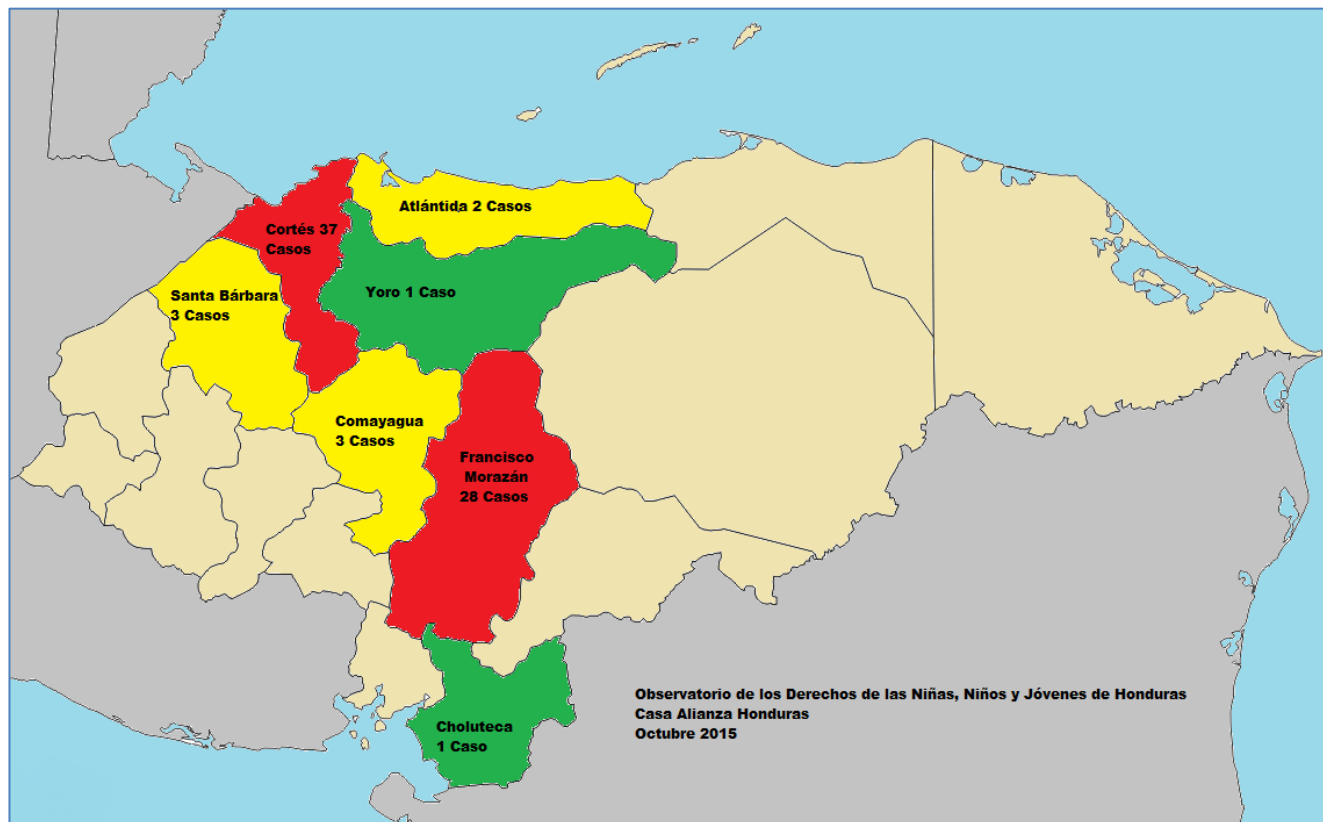 Atlántida 2 Casos
Cortés 37
Casos
Yoro 1 Caso
Santa Bárbara
3 Casos
Comayagua
3 Casos
Francisco
Morazán
28 Casos
Observatorio de los Derechos de las Niñas, Niños y Jóvenes de Honduras
Casa Alianza Honduras
Octubre 2015
Choluteca
1 Caso